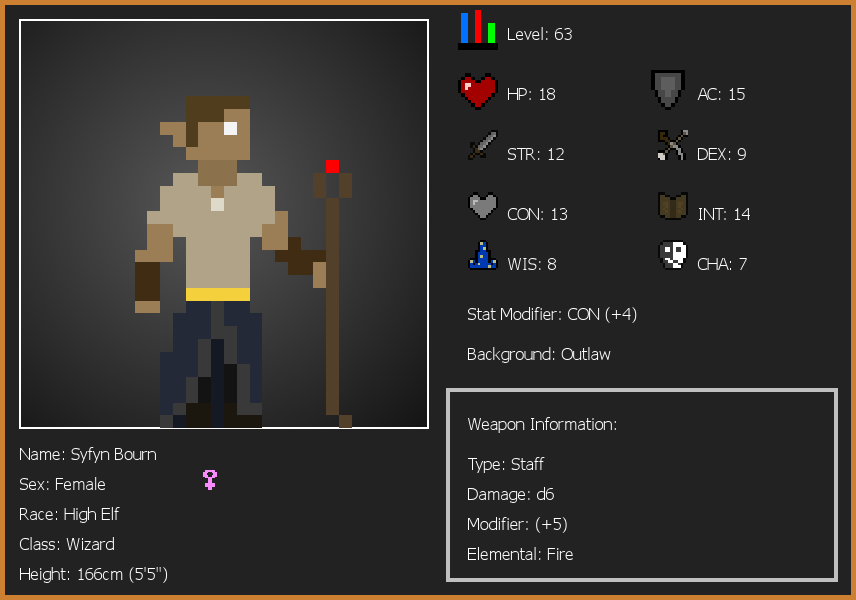 Level: 63
HP: 18
AC: 15
STR: 12
DEX: 9
CON: 13
INT: 14
WIS: 8
CHA: 7
Stat Modifier: CON (+4)
Background: Outlaw
Weapon Information:
Type: Staff
Damage: d6
Modifier: (+5)
Elemental: Fire
Name: Syfyn Bourn
Sex: Female
Race: High Elf
Class: Wizard
Height: 166cm (5'5")